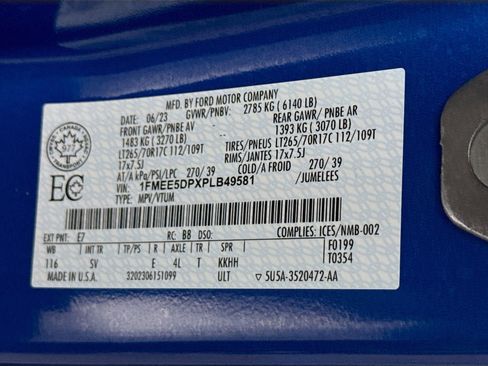 MFD. BY FORD MOTOR COMPANY
DATE: 06/23 GVWR/PNBV: 2785 KG ( 6140 LB)
FRONT GAWR/PNBE AV REAR GAWR/ PNBE AR
1483 KG ( 3270 LB) 1393 KG ( 3070 LB)
LT265/70R17C 112/109T TIRES/PNEUS LT265/70R17C 112/109T
17x7.5J RIMS/JANTES 17x7.5J
AT/A kPA/PSI/LPC 270/ 39 COLD/A FROID 270/ 39
VIN: 1FMEE5DPXPLB49581 /JUMELEES
TYPE: MPV/VTUM
EC
EXT PNT: E7 RC: B8 DSO: COMPLIES: ICES/NMB-002
WB INT TR TP/PS R AXLE TR SPR F0199
116 SV E 4L T KKHH T0354
MADE IN U.S.A. 3202306151099 ULT 5U5A-3520472-AA